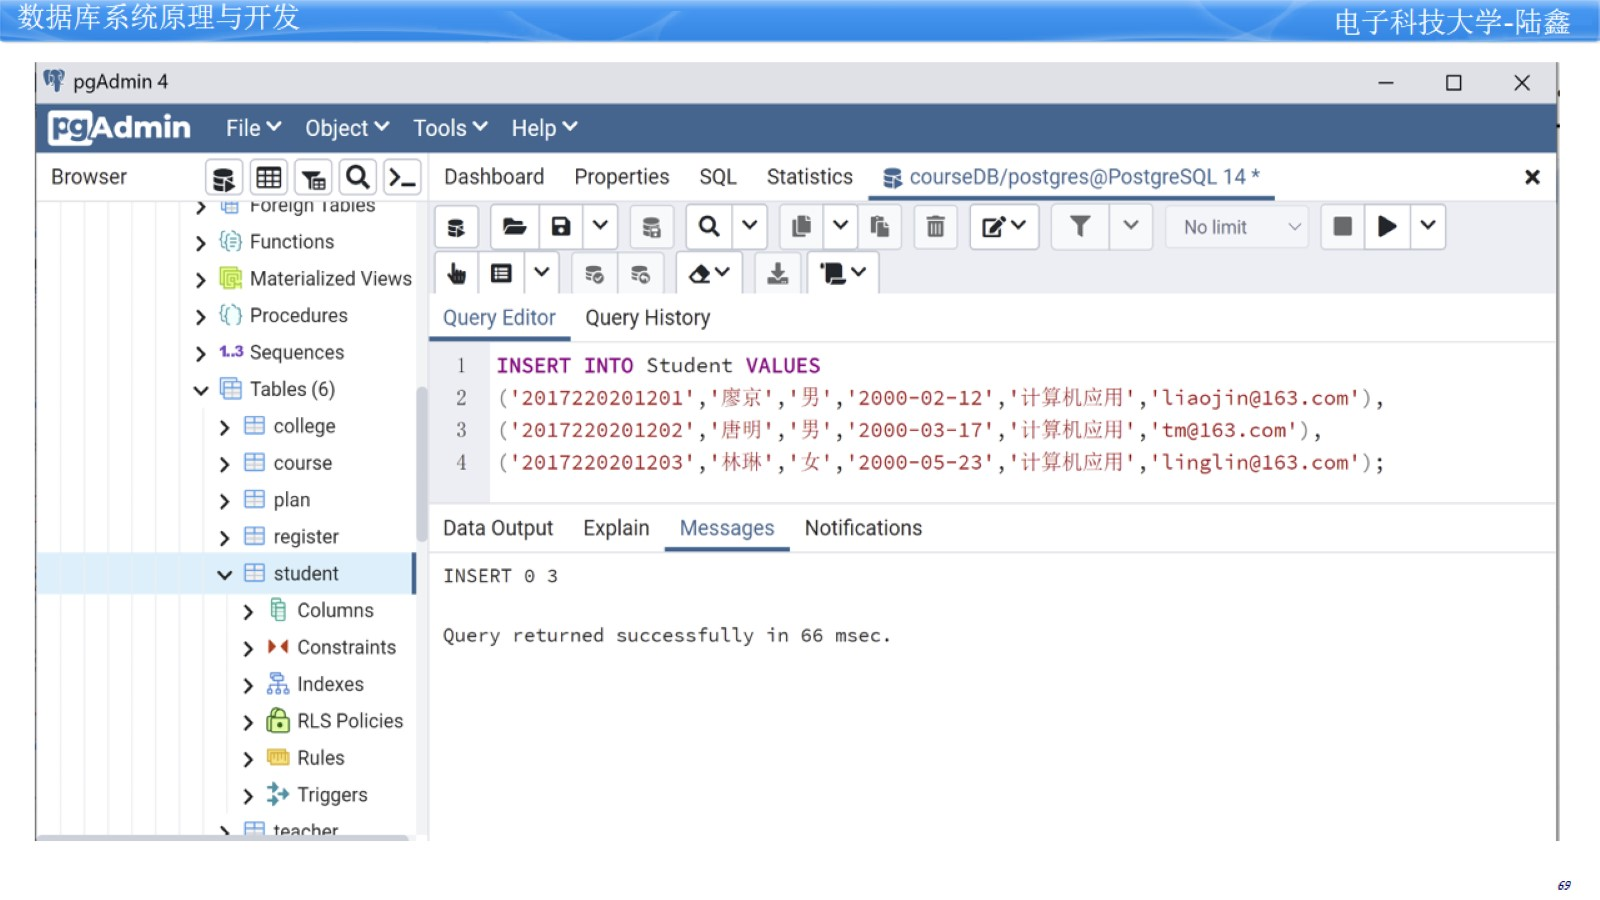 数据库系统原理与开发
电子科技大学-陆鑫
pgAdmin 4
pgAdmin File Object Tools Help
Browser
Dashboard Properties SQL Statistics courseDB/postgres@PostgreSQL 14 *
No limit
Foreign Tables
Functions
Materialized Views
Procedures
1..3 Sequences
Tables (6)
college
course
plan
register
student
Columns
Constraints
Indexes
RLS Policies
Rules
Triggers
teacher
Query Editor Query History
1 INSERT INTO Student VALUES
2 ('2017220201201','廖京','男','2000-02-12','计算机应用','liaojin@163.com'),
3 ('2017220201202','唐明','男','2000-03-17','计算机应用','tm@163.com'),
4 ('2017220201203','林琳','女','2000-05-23','计算机应用','linglin@163.com');
Data Output Explain Messages Notifications
INSERT 0 3
Query returned successfully in 66 msec.
69